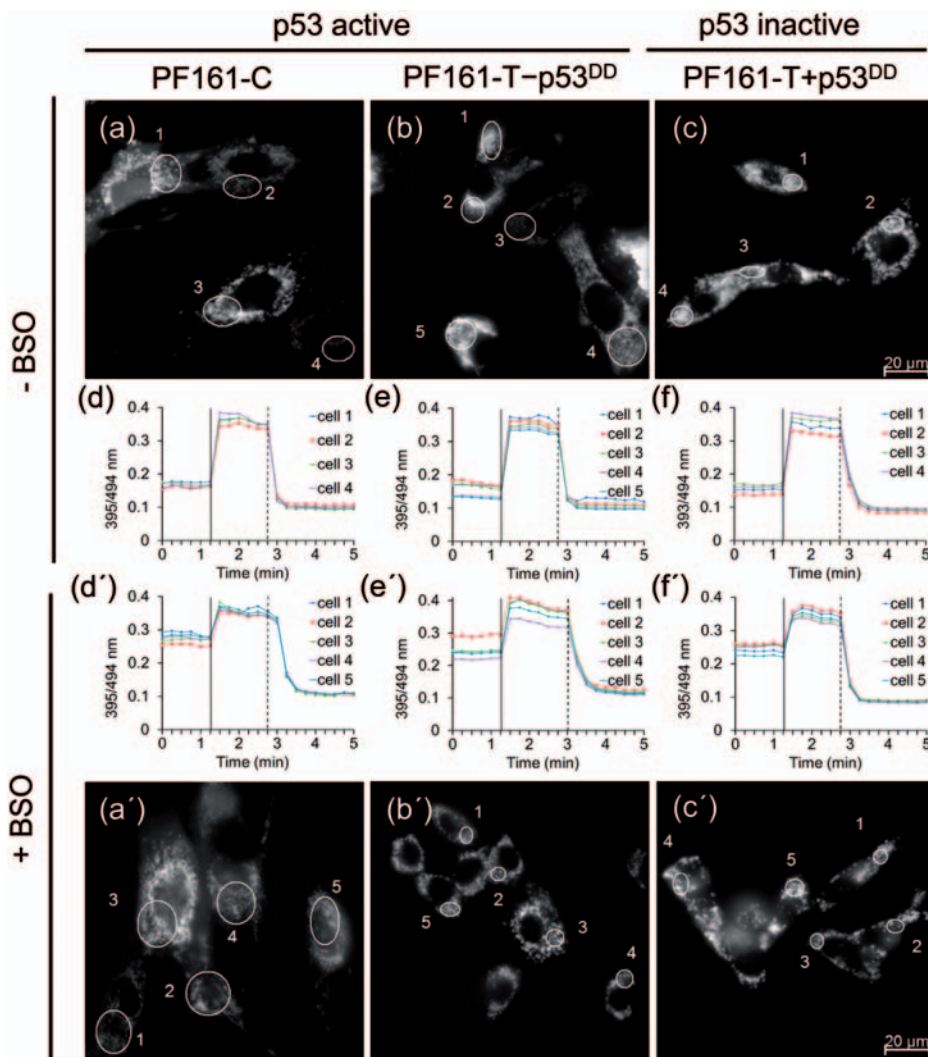 p53 active p53 inactive
PF161-C PF161-T−p53DD PF161-T+p53DD
- BSO
(a) 1 2 3 4
(b) 1 2 3 4 5
(c) 1 2 3 4 20 µm
(d) 395/494 nm 0.4 0.3 0.2 0.1 0 cell 1 cell 2 cell 3 cell 4 0 1 2 3 4 5 Time (min)
(e) 395/494 nm 0.4 0.3 0.2 0.1 0 cell 1 cell 2 cell 3 cell 4 cell 5 0 1 2 3 4 5 Time (min)
(f) 393/494 nm 0.4 0.3 0.2 0.1 0 cell 1 cell 2 cell 3 cell 4 0 1 2 3 4 5 Time (min)
+ BSO
(d´) 395/494 nm 0.4 0.3 0.2 0.1 0 cell 1 cell 2 cell 3 cell 4 cell 5 0 1 2 3 4 5 Time (min)
(e´) 395/494 nm 0.4 0.3 0.2 0.1 0 cell 1 cell 2 cell 3 cell 4 cell 5 0 1 2 3 4 5 Time (min)
(f´) 395/494 nm 0.4 0.3 0.2 0.1 0 cell 1 cell 2 cell 3 cell 4 cell 5 0 1 2 3 4 5 Time (min)
(a´) 3 4 5 2 1
(b´) 1 2 5 3 4
(c´) 4 5 1 3 2 20 µm